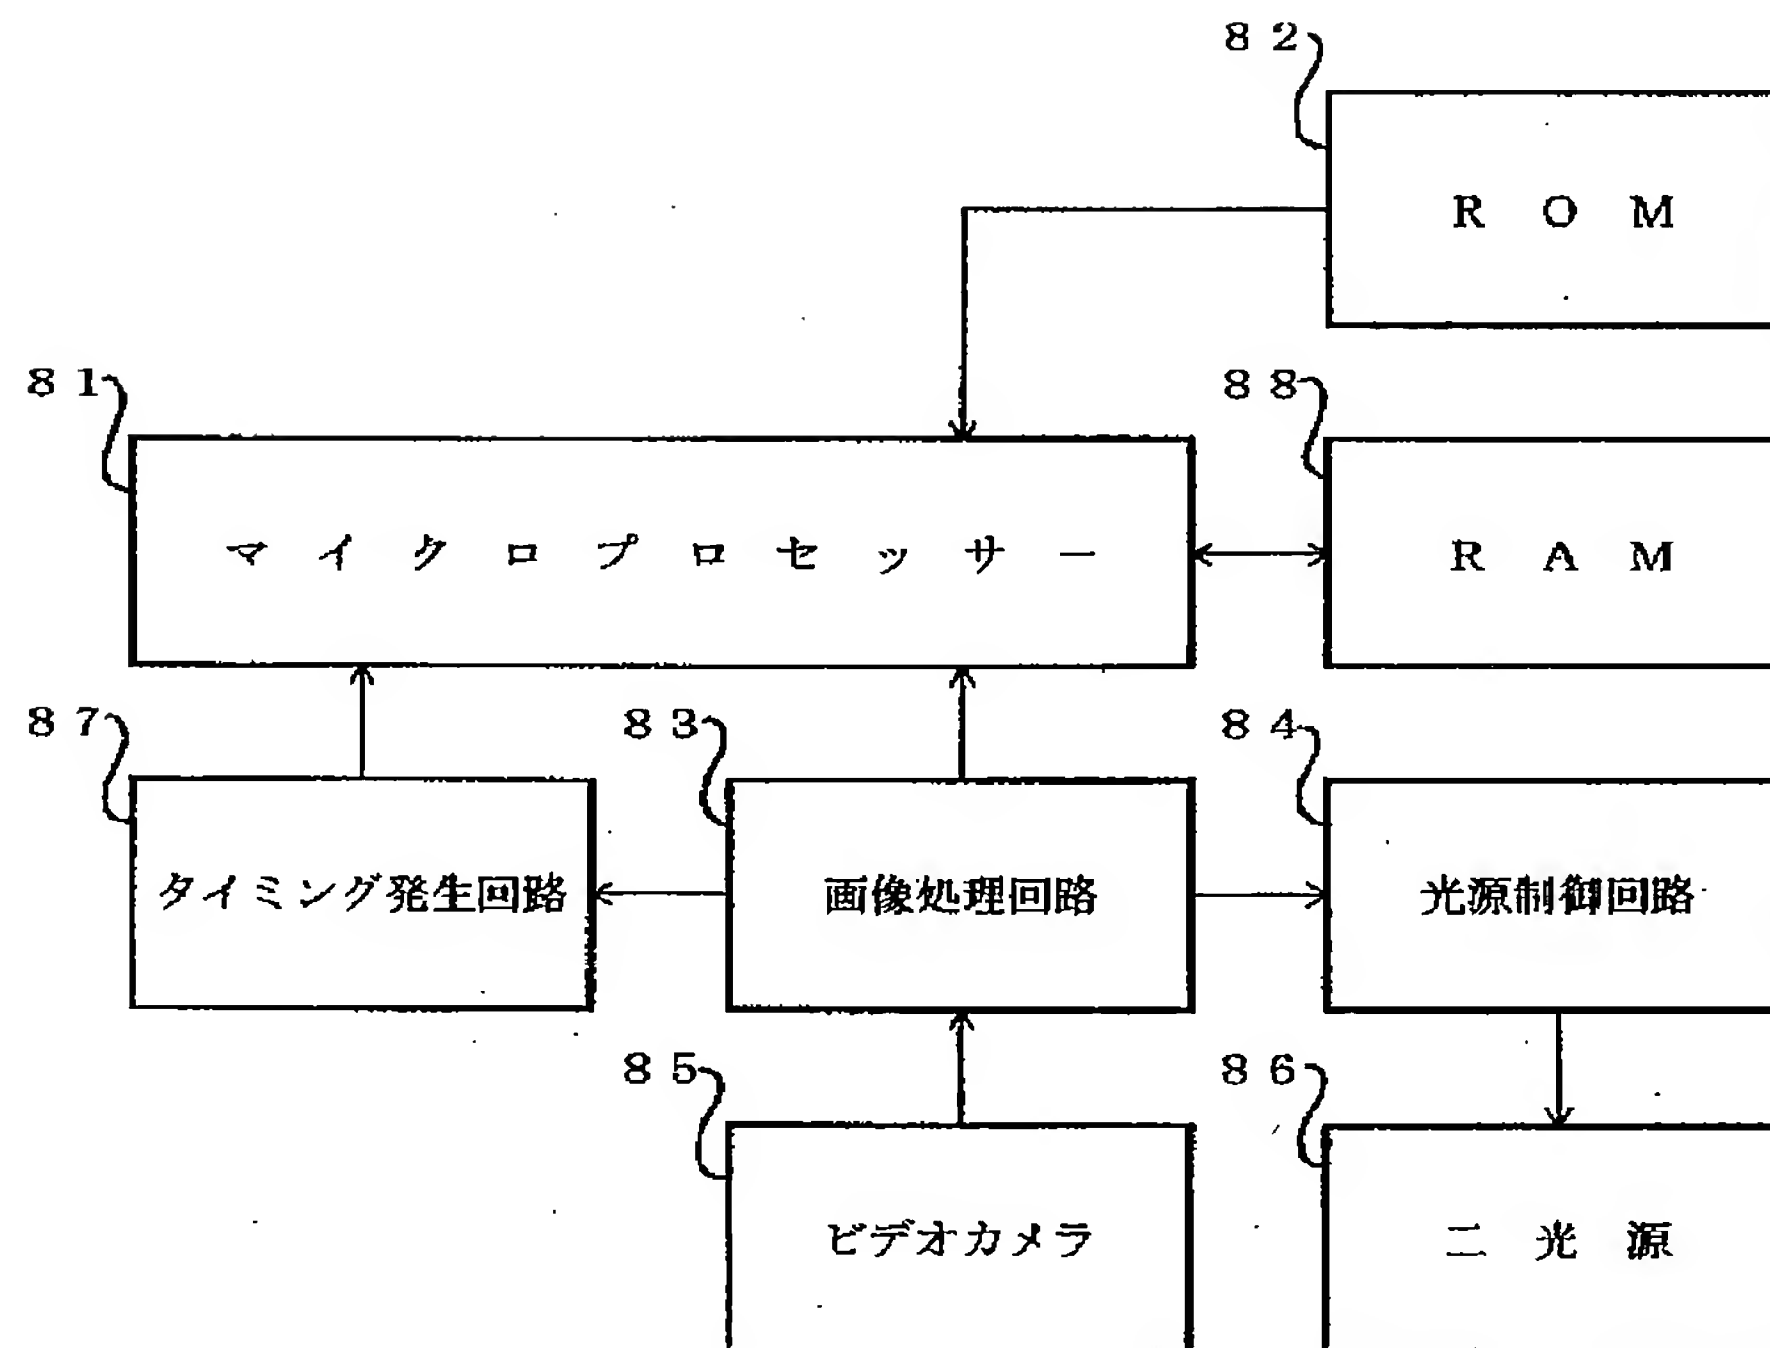 ８２
ＲＯＭ
８１
８８
マイクロプロセッサー
ＲＡＭ
８７
８３
８４
タイミング発生回路
画像処理回路
光源制御回路
８５
８６
ビデオカメラ
二光源